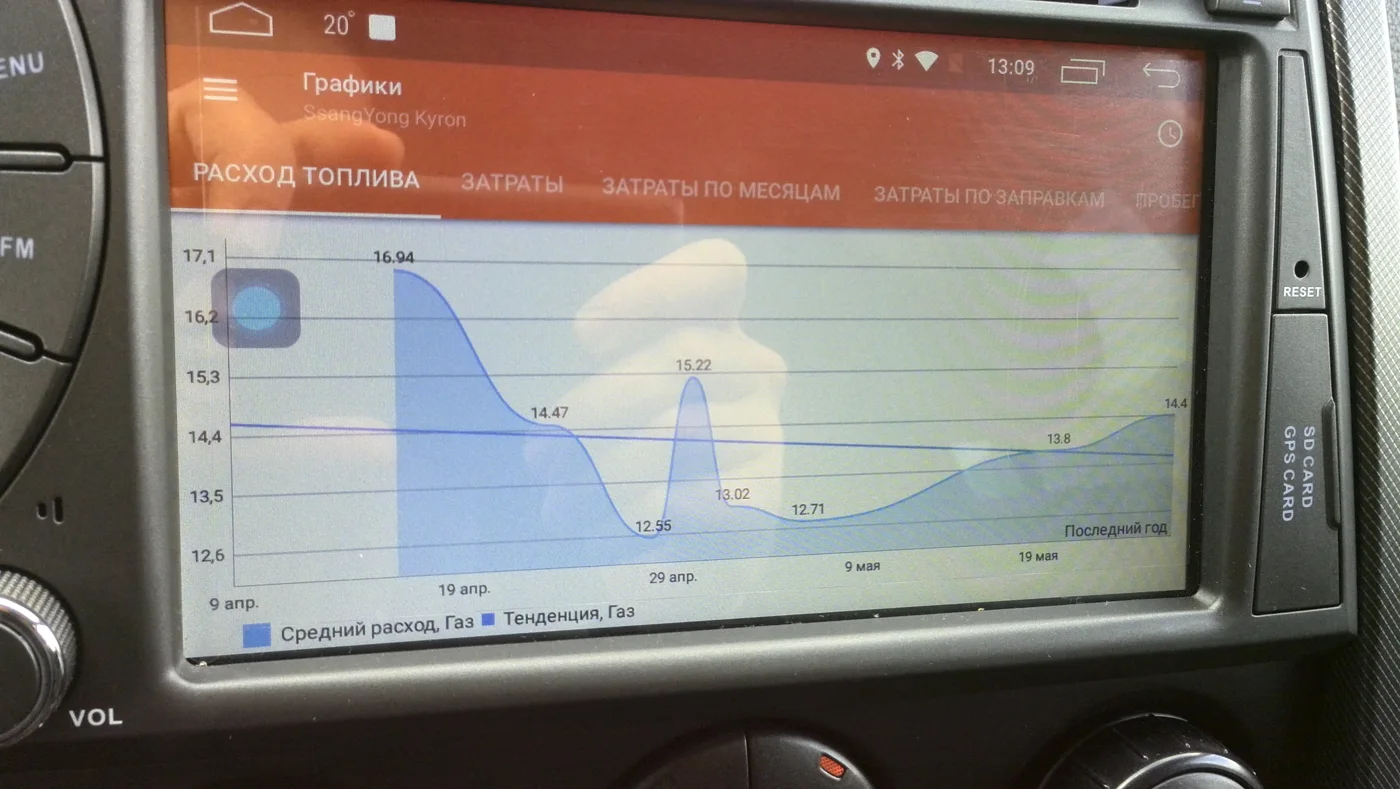 ENU
FM
VOL
20°
13:09
Графики
SsangYong Kyron
РАСХОД ТОПЛИВА
ЗАТРАТЫ
ЗАТРАТЫ ПО МЕСЯЦАМ
ЗАТРАТЫ ПО ЗАПРАВКАМ
ПРОБЕГ
17,1
16,2
15,3
14,4
13,5
12,6
16.94
14.47
12.55
15.22
13.02
12.71
13.8
14.4
Последний год
9 апр.
19 апр.
29 апр.
9 мая
19 мая
Средний расход, Газ
Тенденция, Газ
RESET
SD CARD
GPS CARD